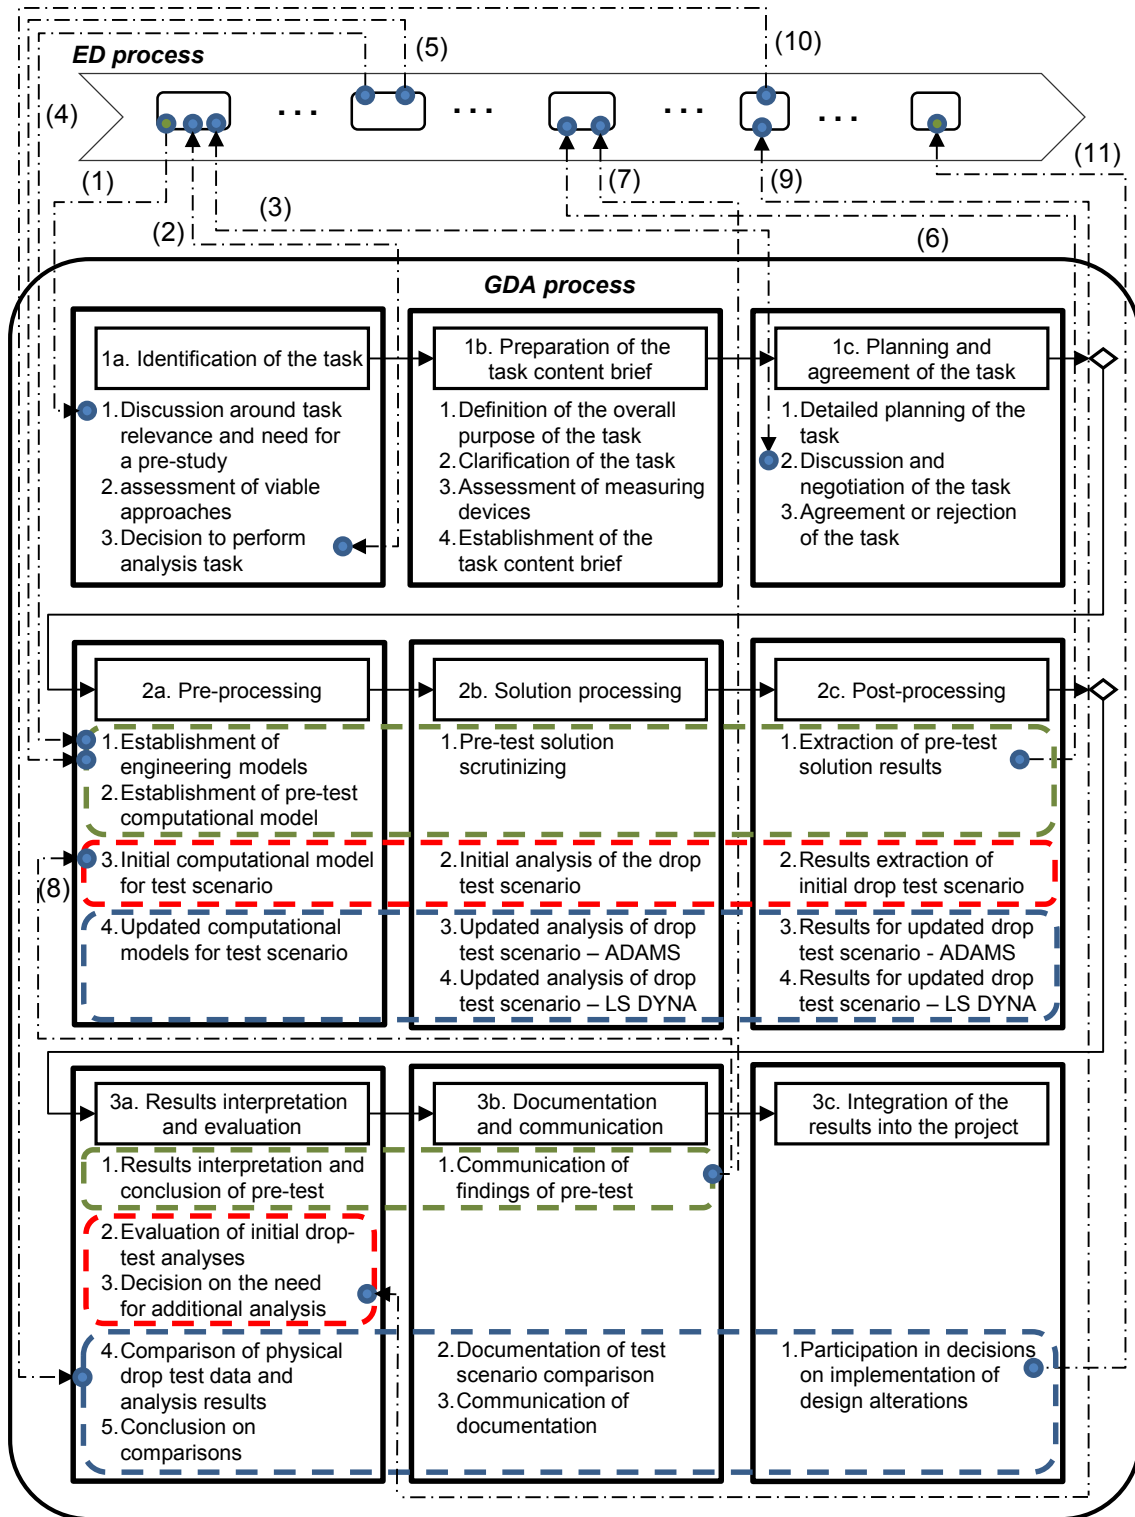 (5)
(10)
ED process
(4)
. . .
. . .
. . .
. . .
(1)
(2)
(3)
(7)
(9)
(11)
(6)
GDA process
1a. Identification of the task
1. Discussion around task
relevance and need for
a pre-study
2. assessment of viable
approaches
3. Decision to perform
analysis task
1b. Preparation of the
task content brief
1. Definition of the overall
purpose of the task
2. Clarification of the task
3. Assessment of measuring
devices
4. Establishment of the
task content brief
1c. Planning and
agreement of the task
1. Detailed planning of the
task
2. Discussion and
negotiation of the task
3. Agreement or rejection
of the task
2a. Pre-processing
1. Establishment of
engineering models
2. Establishment of pre-test
computational model
3. Initial computational model
for test scenario
(8)
4. Updated computational
models for test scenario
2b. Solution processing
1. Pre-test solution
scrutinizing
2. Initial analysis of the drop
test scenario
3. Updated analysis of drop
test scenario – ADAMS
4. Updated analysis of drop
test scenario – LS DYNA
2c. Post-processing
1. Extraction of pre-test
solution results
2. Results extraction of
initial drop test scenario
3. Results for updated drop
test scenario - ADAMS
4. Results for updated drop
test scenario – LS DYNA
3a. Results interpretation
and evaluation
1. Results interpretation and
conclusion of pre-test
2. Evaluation of initial drop-
test analyses
3. Decision on the need
for additional analysis
4. Comparison of physical
drop test data and
analysis results
5. Conclusion on
comparisons
3b. Documentation
and communication
1. Communication of
findings of pre-test
2. Documentation of test
scenario comparison
3. Communication of
documentation
3c. Integration of the
results into the project
1. Participation in decisions
on implementation of
design alterations